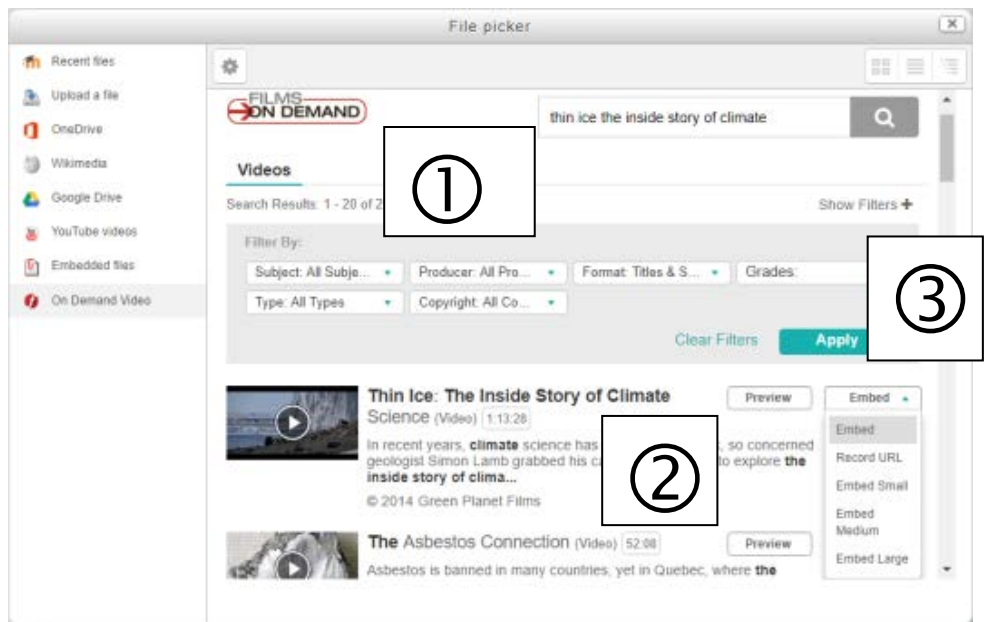 File picker
Recent files
Upload a file
OneDrive
Wikimedia
Google Drive
YouTube videos
Embedded files
On Demand Video
FILMS
ON DEMAND
thin ice the inside story of climate
Videos
①
Search Results: 1 - 20 of 2
Show Filters +
Filter By:
Subject: All Subje...
Producer: All Pro...
Format: Titles & S...
Grades:
③
Type: All Types
Copyright: All Co...
Clear Filters
Apply
Thin Ice: The Inside Story of Climate
Science (Video) 1:13:28
Preview
Embed
Embed
Record URL
Embed Small
Embed
Medium
Embed Large
In recent years, climate science has , so concerned
geologist Simon Lamb grabbed his to explore the
inside story of clima...
②
© 2014 Green Planet Films
The Asbestos Connection (Video) 52:08
Preview
Asbestos is banned in many countries, yet in Quebec, where the